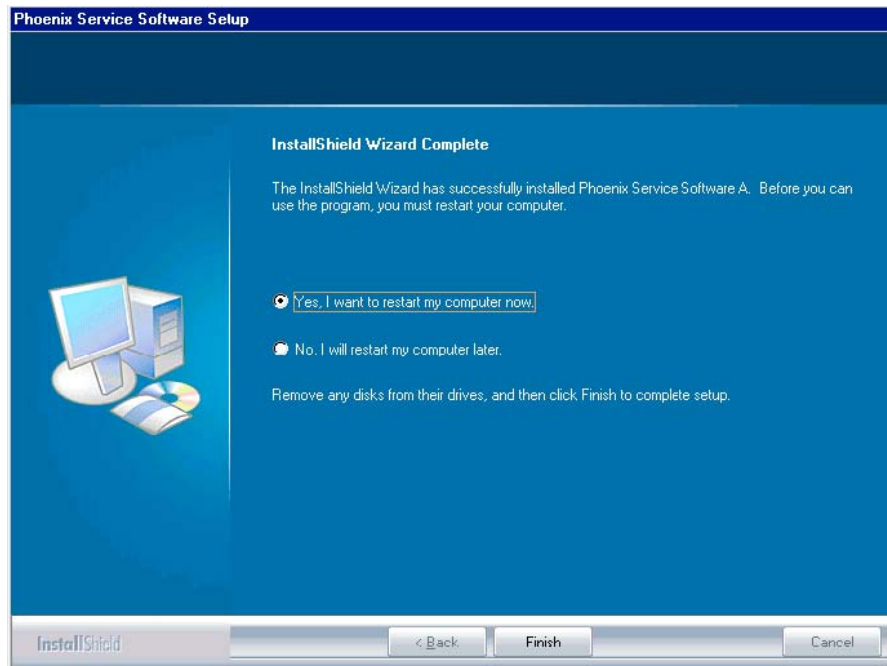 Phoenix Service Software Setup
InstallShield Wizard Complete
The InstallShield Wizard has successfully installed Phoenix Service Software A. Before you can
use the program, you must restart your computer.
Yes, I want to restart my computer now.
No. I will restart my computer later.
Remove any disks from their drives, and then click Finish to complete setup.
InstallShield
< Back
Finish
Cancel